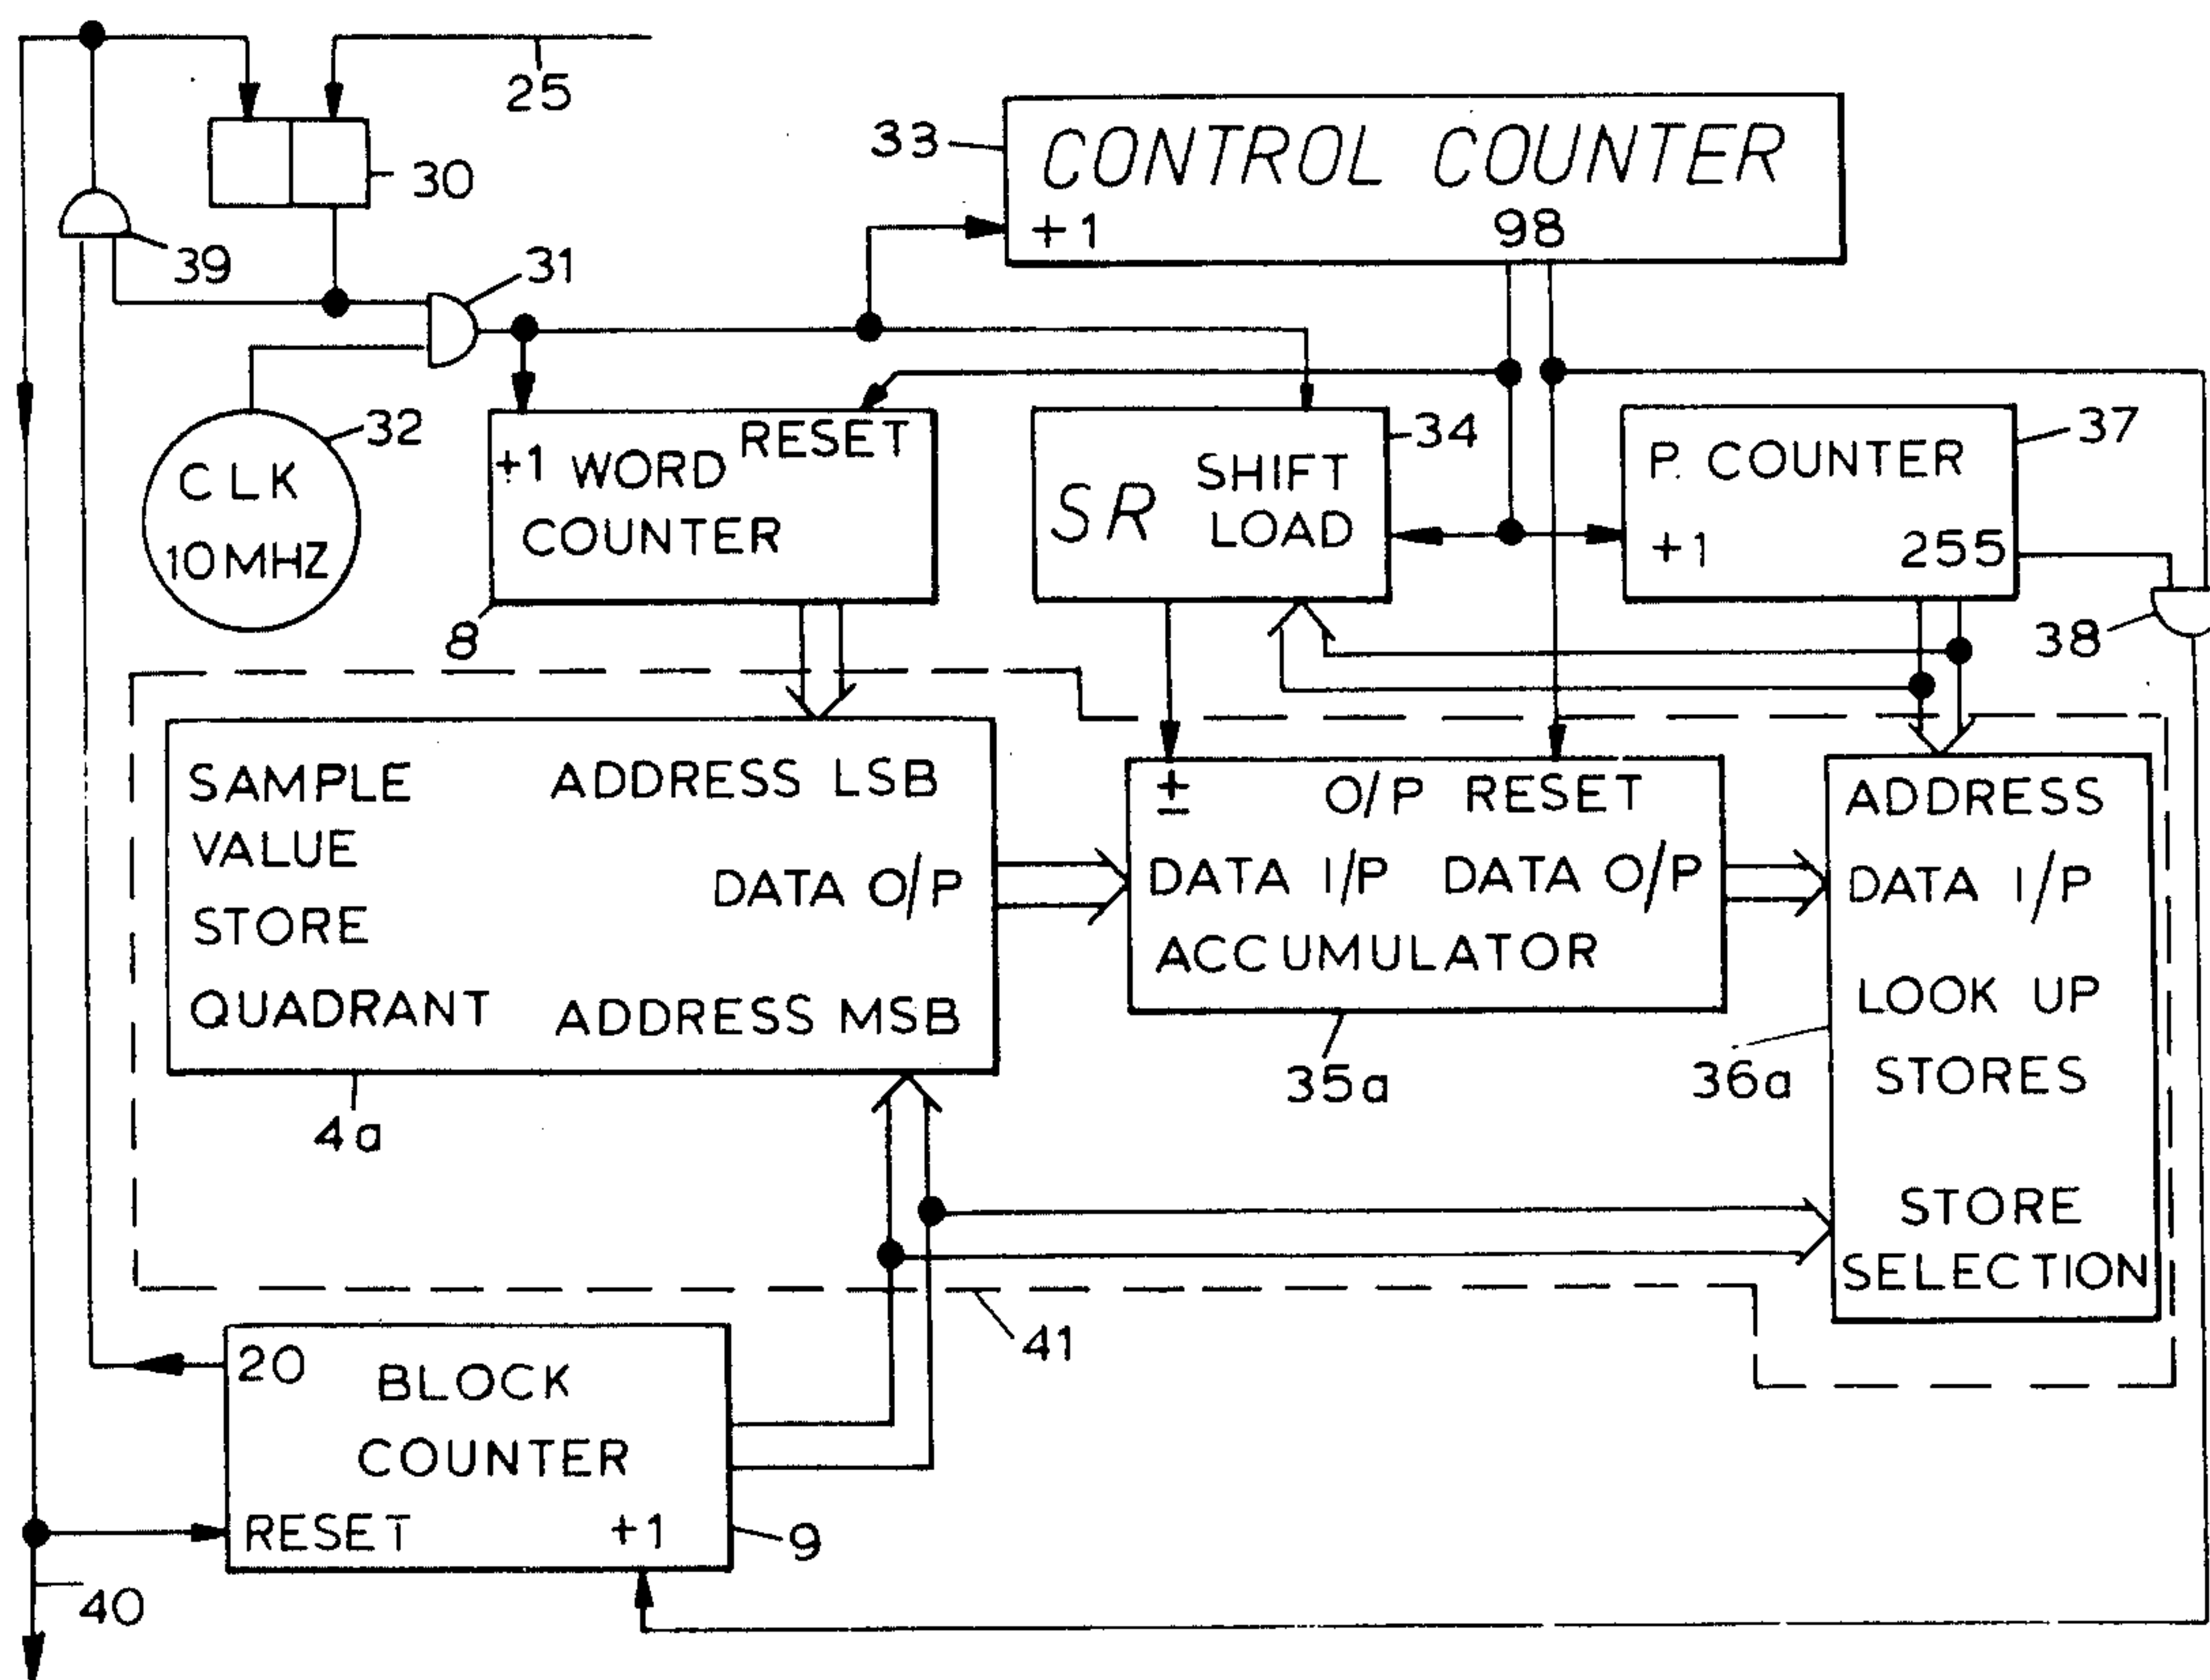 25
33
CONTROL COUNTER
+1
98
30
39
31
32
CLK
10MHZ
RESET
+1 WORD
COUNTER
8
34
SHIFT
SR
LOAD
37
P. COUNTER
+1
255
38
SAMPLE
VALUE
STORE
QUADRANT
ADDRESS LSB
DATA O/P
ADDRESS MSB
4a
±
O/P RESET
DATA I/P DATA O/P
ACCUMULATOR
35a
36a
ADDRESS
DATA I/P
LOOK UP
STORES
STORE
SELECTION
41
20
BLOCK
COUNTER
RESET
+1
9
40